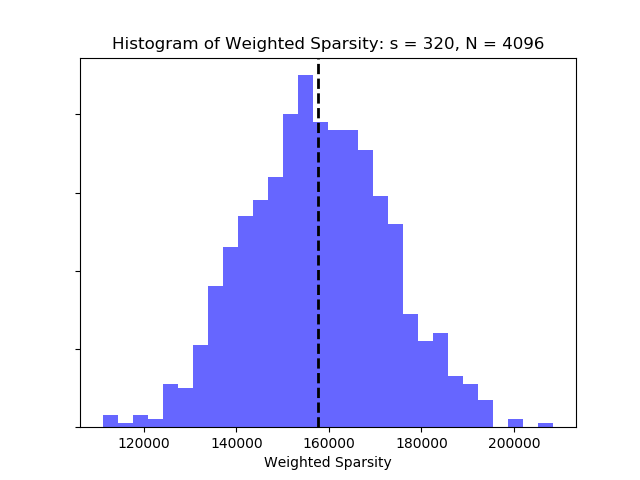 Histogram of Weighted Sparsity: s = 320, N = 4096
120000 140000 160000 180000 200000
Weighted Sparsity